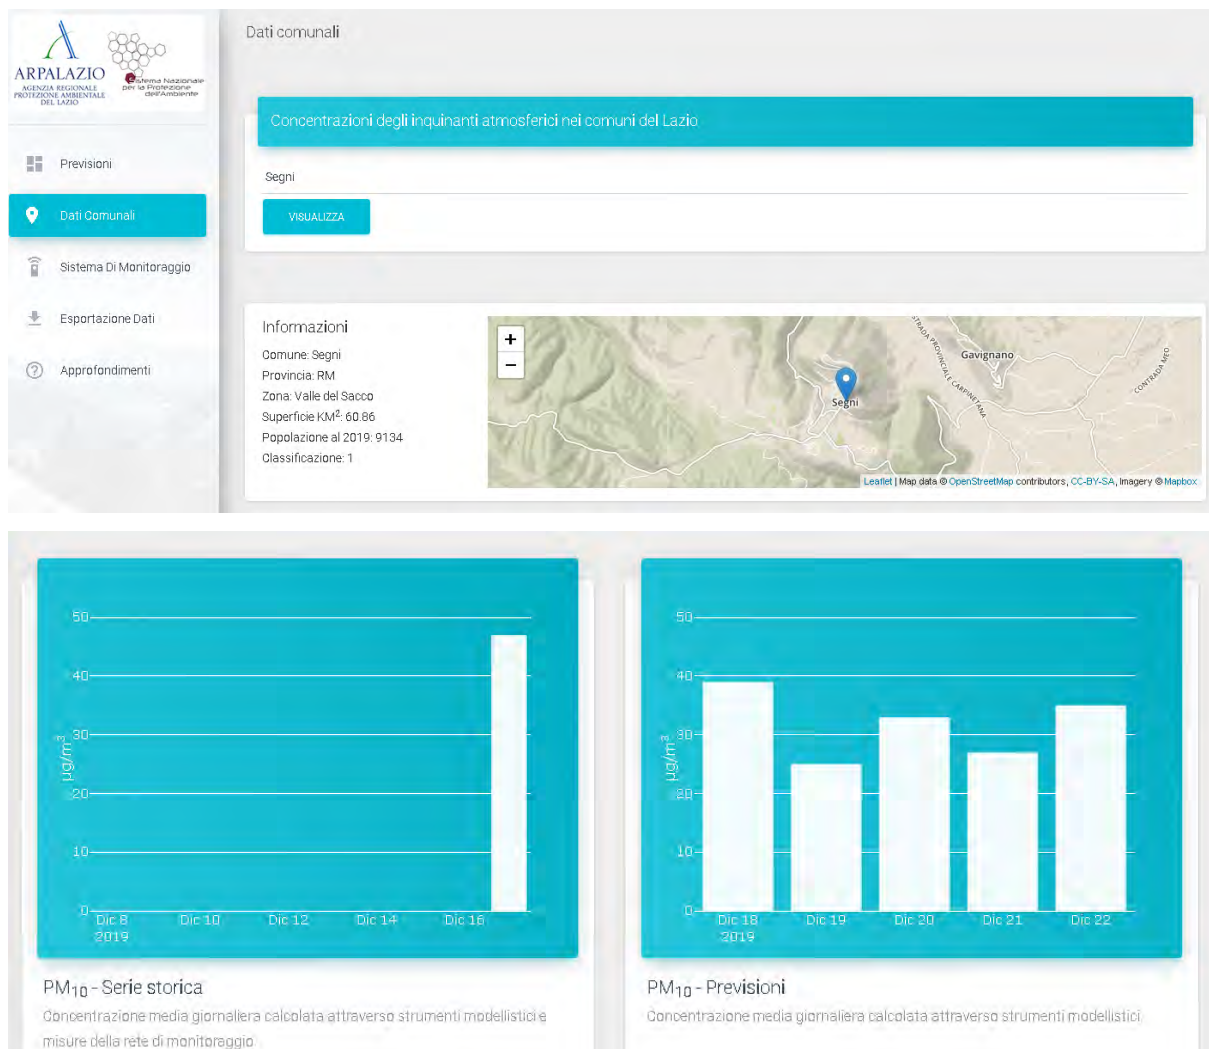 ARPALAZIO
AGENZIA REGIONALE
PROTEZIONE AMBIENTALE
DEL LAZIO
Sistema Nazionale
per la Protezione
dell'Ambiente
Previsioni
Dati Comunali
Sistema Di Monitoraggio
Esportazione Dati
Approfondimenti
Dati comunali
Concentrazioni degli inquinanti atmosferici nei comuni del Lazio
Segni
VISUALIZZA
Informazioni
Comune: Segni
Provincia: RM
Zona: Valle del Sacco
Superficie KM²: 60.86
Popolazione al 2019: 9134
Classificazione: 1
+
−
STRADA PROVINCIALE CARPINETANA
Gavignano
CONTRADA MEO
Segni
Leaflet | Map data © OpenStreetMap contributors, CC-BY-SA, Imagery © Mapbox
50
40
30
20
10
0
µg/m³
Dic 8
2019
Dic 10
Dic 12
Dic 14
Dic 16
PM₁₀ - Serie storica
Concentrazione media giornaliera calcolata attraverso strumenti modellistici e
misure della rete di monitoraggio
50
40
30
20
10
0
µg/m³
Dic 18
2019
Dic 19
Dic 20
Dic 21
Dic 22
PM₁₀ - Previsioni
Concentrazione media giornaliera calcolata attraverso strumenti modellistici.